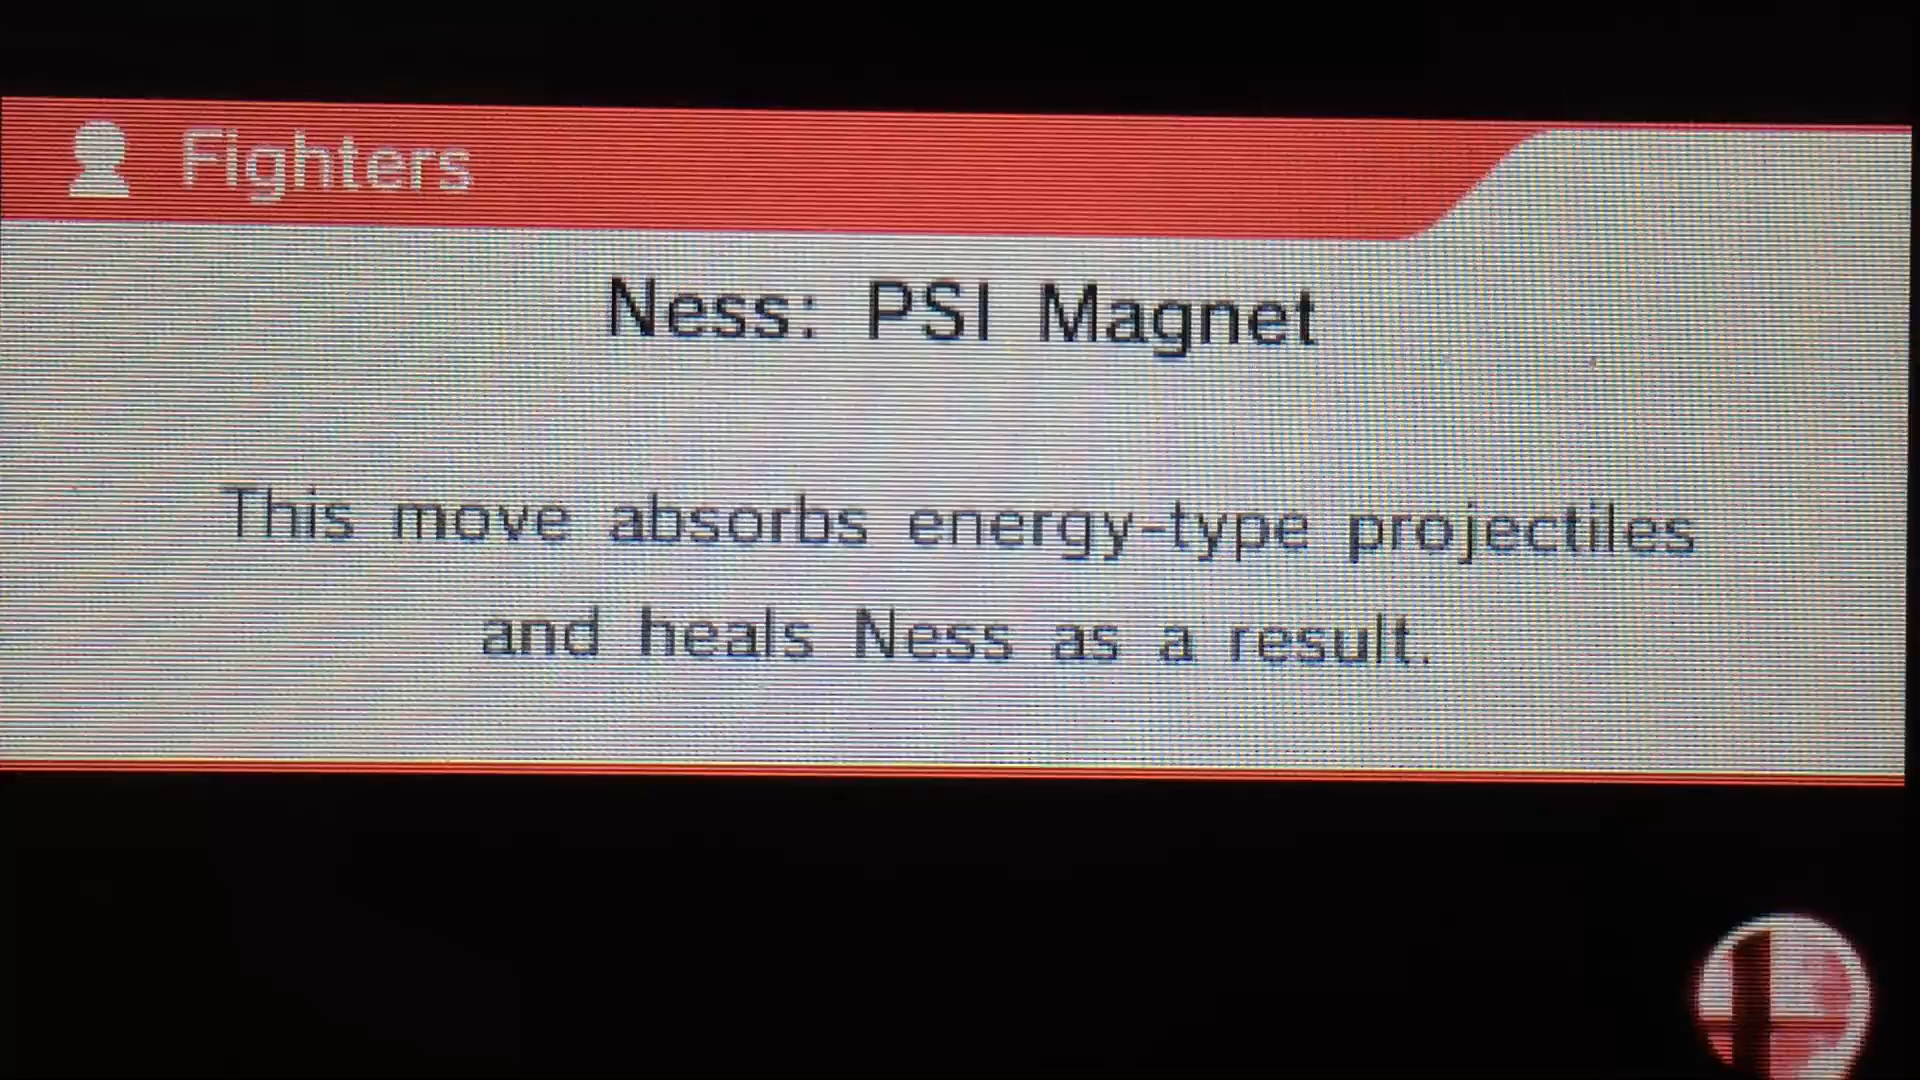 Fighters
Ness: PSI Magnet
This move absorbs energy-type projectiles
and heals Ness as a result.